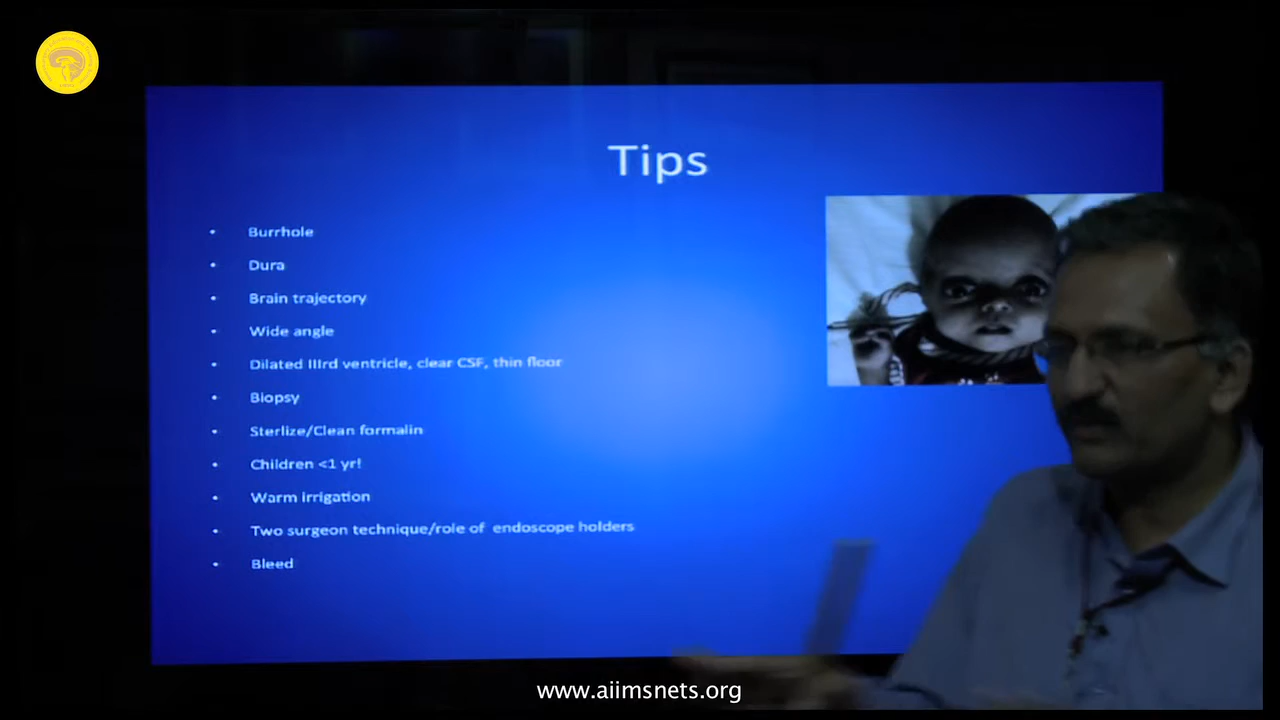 Tips
• Burrhole
• Dura
• Brain trajectory
• Wide angle
• Dilated IIIrd ventricle, clear CSF, thin floor
• Biopsy
• Sterlize/Clean formalin
• Children <1 yr!
• Warm irrigation
• Two surgeon technique/role of endoscope holders
• Bleed
www.aiimsnets.org